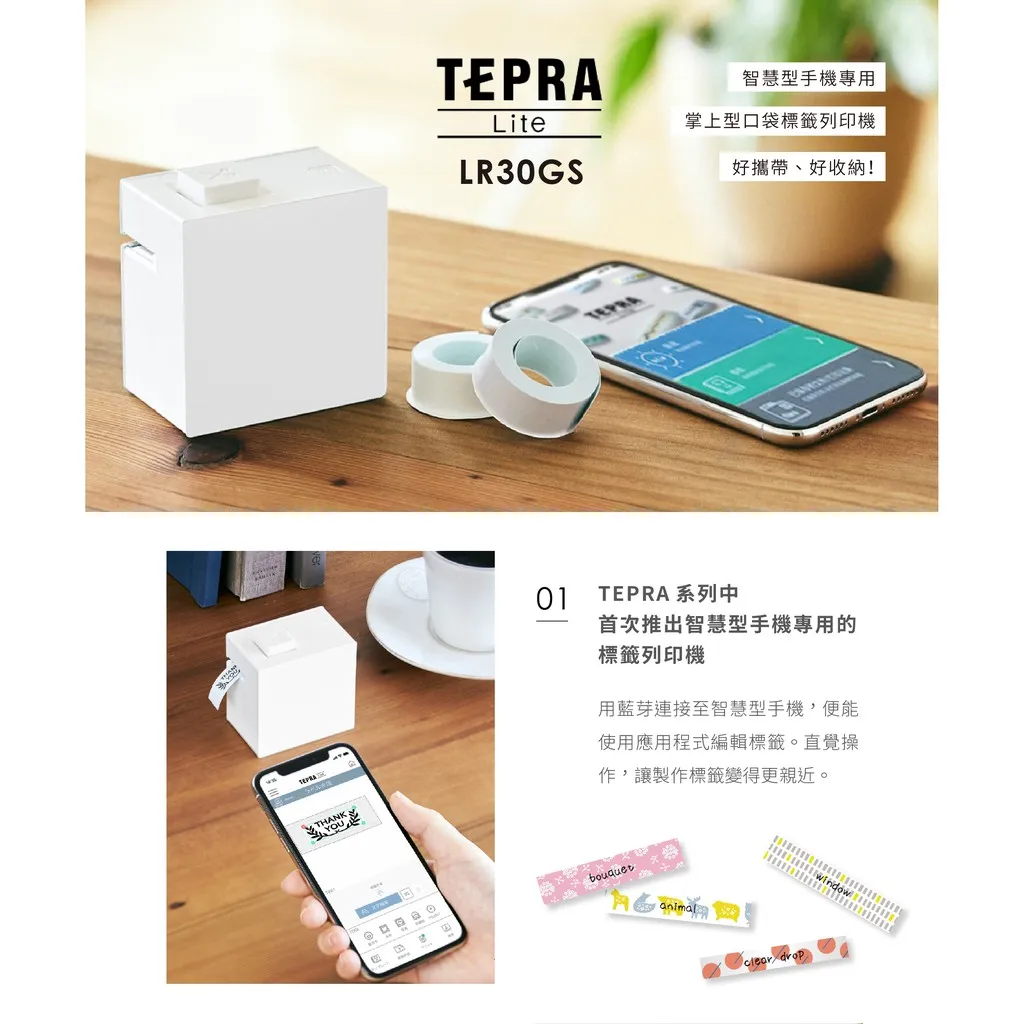 TEPRA
Lite
LR30GS
智慧型手機專用
掌上型口袋標籤列印機
好攜帶、好收納!
TEPRA
THANK
YOU
TEPRA
THANK
YOU
01
TEPRA 系列中
首次推出智慧型手機專用的
標籤列印機
用藍芽連接至智慧型手機，便能
使用應用程式編輯標籤。直覺操
作，讓製作標籤變得更親近。
bouquet
animal
window
clear drop